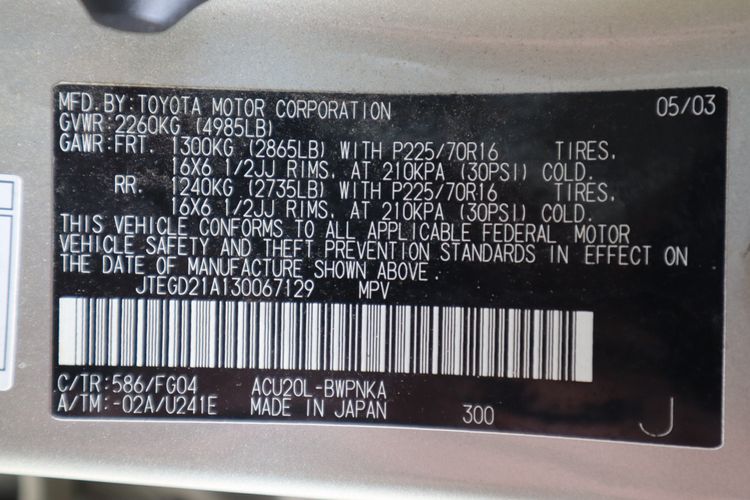 MFD.BY:TOYOTA MOTOR CORPORATION 05/03
GVWR:2260KG (4985LB)
GAWR:FRT. 1300KG (2865LB) WITH P225/70R16 TIRES,
16X6 1/2JJ RIMS, AT 210KPA (30PSI) COLD.
RR. 1240KG (2735LB) WITH P225/70R16 TIRES,
16X6 1/2JJ RIMS, AT 210KPA (30PSI) COLD.
THIS VEHICLE CONFORMS TO ALL APPLICABLE FEDERAL MOTOR
VEHICLE SAFETY AND THEFT PREVENTION STANDARDS IN EFFECT ON
THE DATE OF MANUFACTURE SHOWN ABOVE.
JTEGD21A130067129 MPV
C/TR:586/FG04 ACU20L-BWPNKA
A/TM:-02A/U241E MADE IN JAPAN 300 J